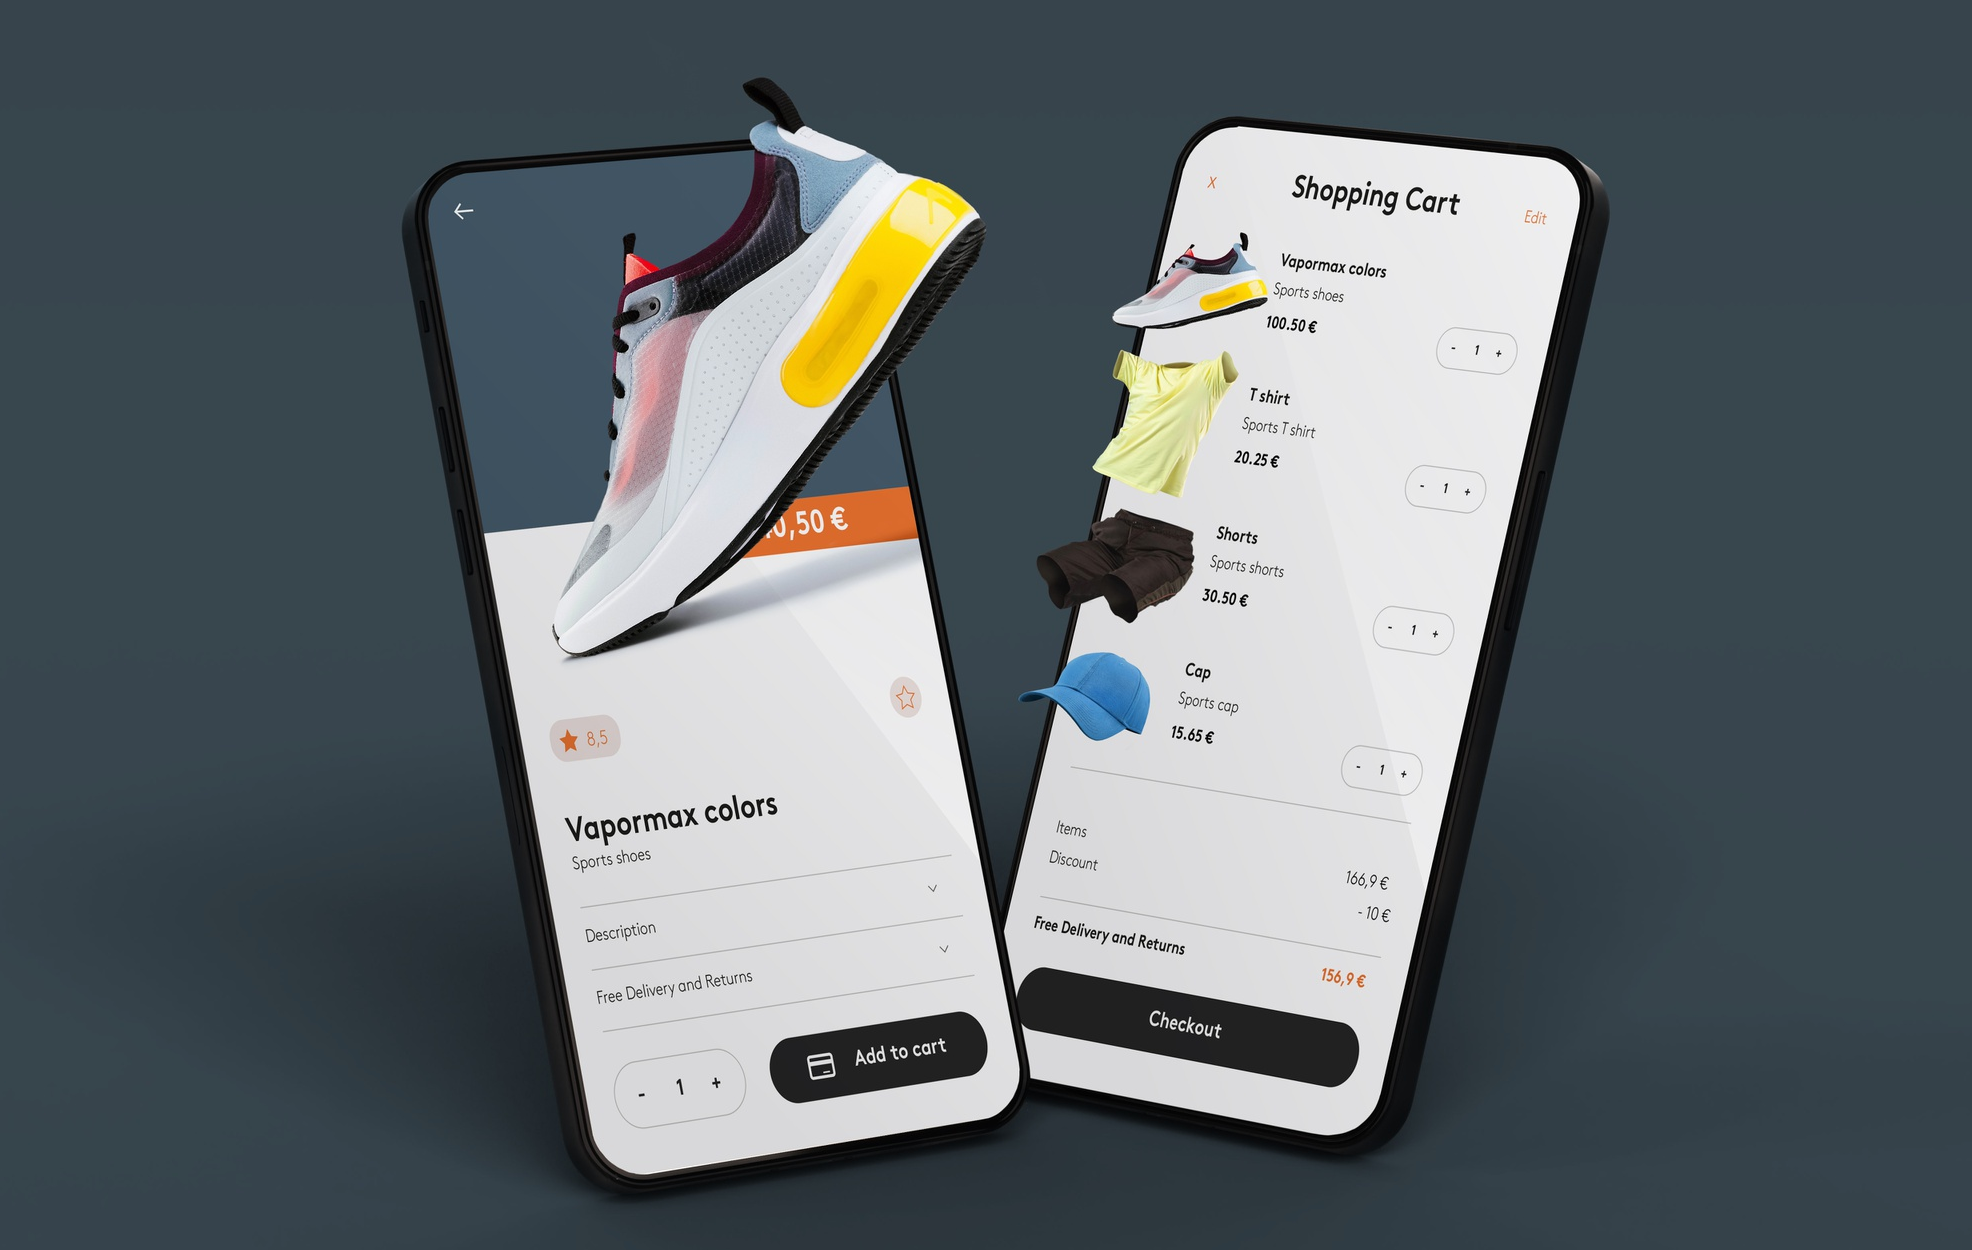 0,50 €
8,5
Vapormax colors
Sports shoes
Description
Free Delivery and Returns
- 1 +
Add to cart
X
Shopping Cart
Edit
Vapormax colors
Sports shoes
100.50 €
- 1 +
T shirt
Sports T shirt
20.25 €
- 1 +
Shorts
Sports shorts
30.50 €
- 1 +
Cap
Sports cap
15.65 €
- 1 +
Items
166,9 €
Discount
- 10 €
Free Delivery and Returns
156,9 €
Checkout